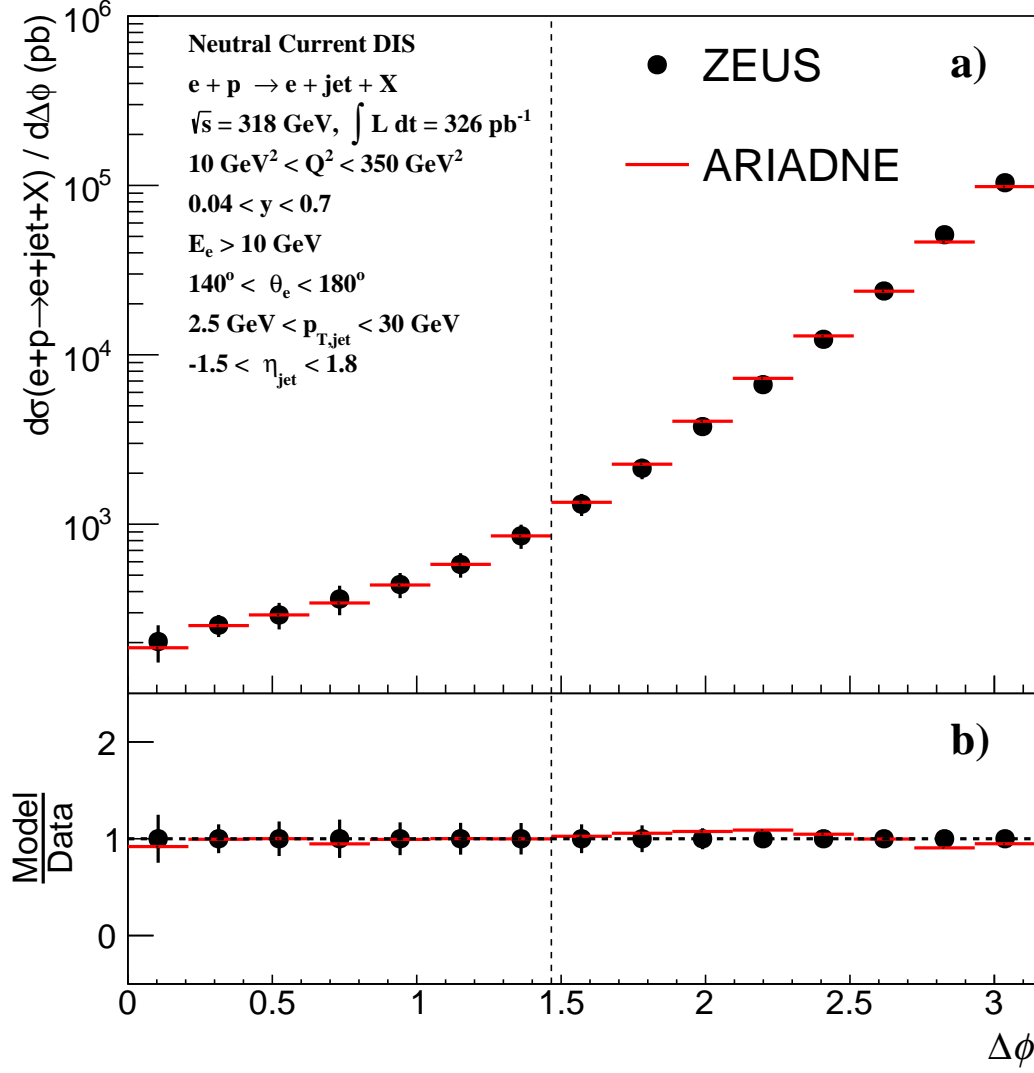 dσ(e+p→e+jet+X) / dΔϕ (pb)
10⁶
10⁵
10⁴
10³
Neutral Current DIS
e + p → e + jet + X
√s = 318 GeV, ∫ L dt = 326 pb⁻¹
10 GeV² < Q² < 350 GeV²
0.04 < y < 0.7
Eₑ > 10 GeV
140° < θₑ < 180°
2.5 GeV < p_{T,jet} < 30 GeV
-1.5 < η_{jet} < 1.8
ZEUS
ARIADNE
a)
Model
Data
2
1
0
b)
0 0.5 1 1.5 2 2.5 3
Δϕ